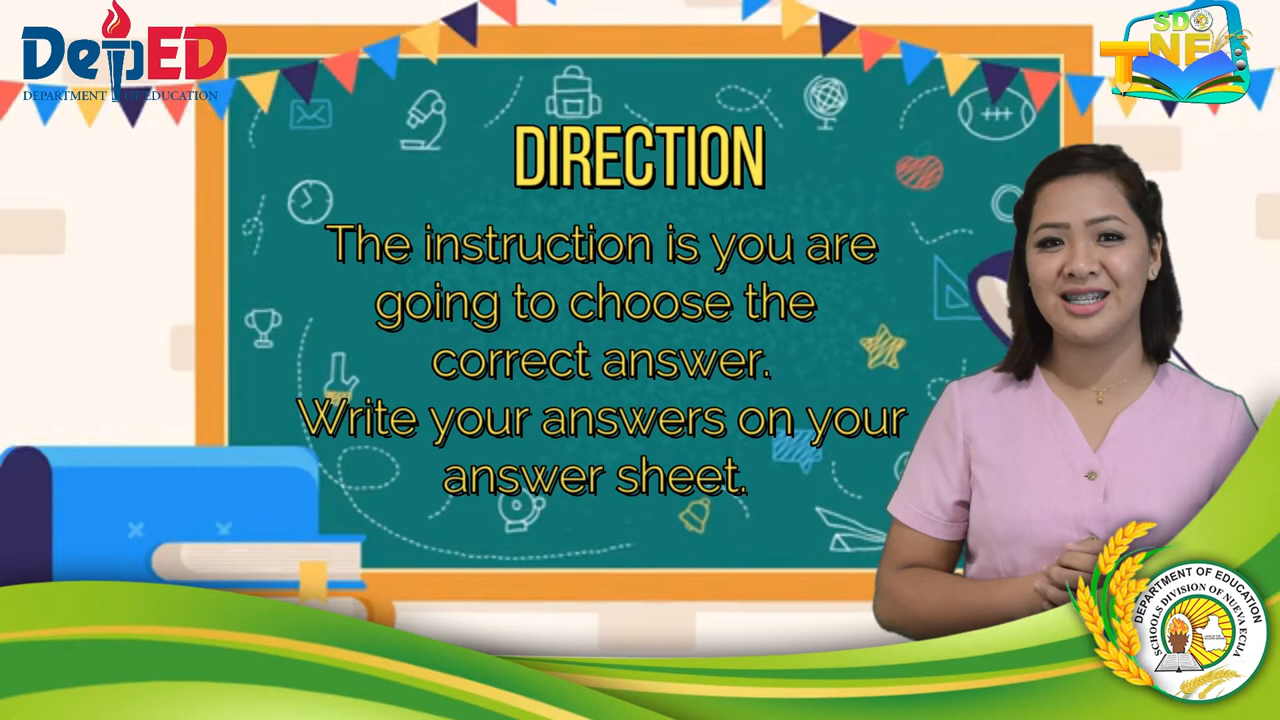 DepED
DEPARTMENT OF EDUCATION
SDO
TNE
DIRECTION
The instruction is you are
going to choose the
correct answer.
Write your answers on your
answer sheet.
DEPARTMENT OF EDUCATION
SCHOOLS DIVISION OF NUEVA ECIJA